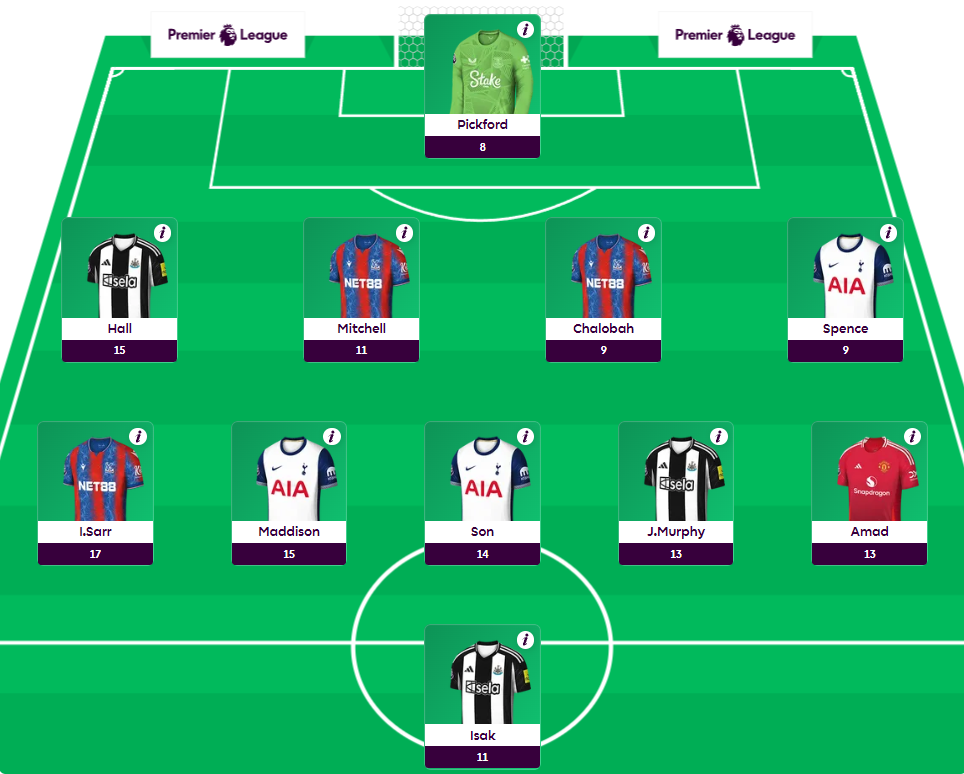 Premier League
Premier League
i
Stake
Pickford
8
i
i
i
i
sela
NET88
NET88
AIA
Hall
Mitchell
Chalobah
Spence
15
11
9
9
i
i
i
i
i
NET88
AIA
AIA
sela
Snapdragon
I.Sarr
Maddison
Son
J.Murphy
Amad
17
15
14
13
13
i
sela
Isak
11